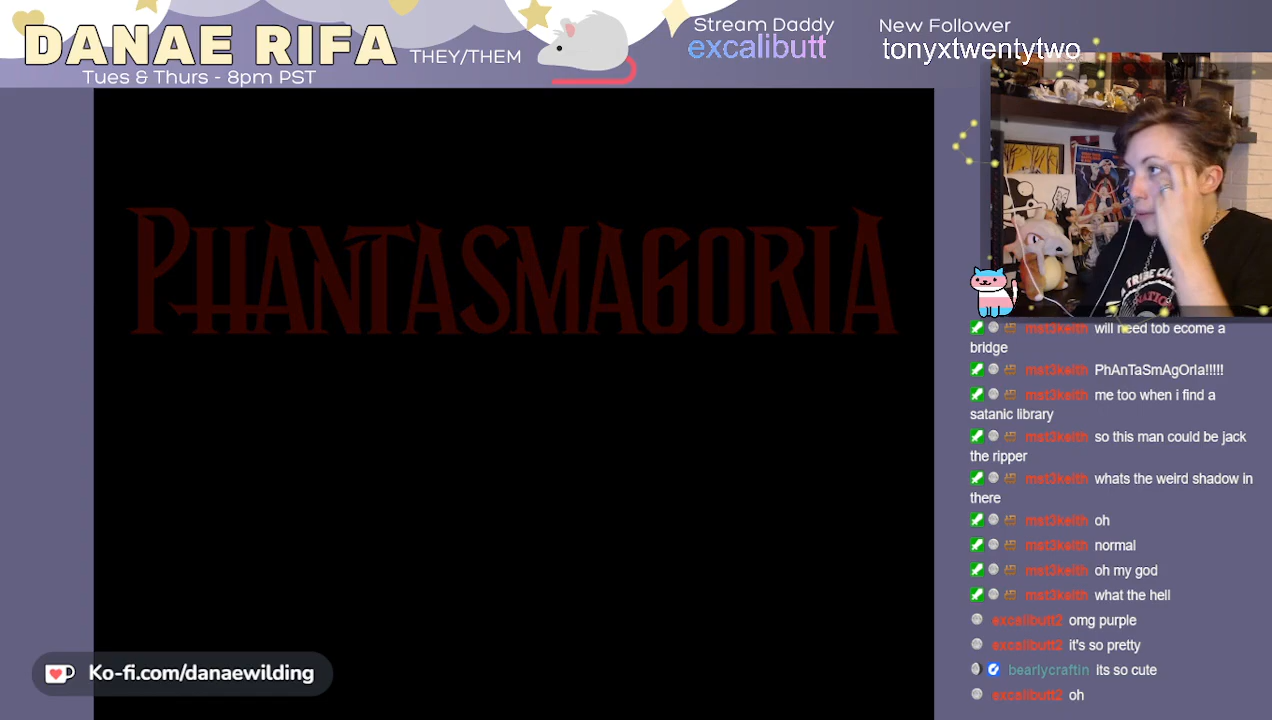 DANAE RIFA
THEY/THEM
Tues & Thurs - 8pm PST
Stream Daddy
excalibutt
New Follower
tonyxtwentytwo
PHANTASMAGORIA
mst3keith will need tob ecome a
bridge
mst3keith PhAnTaSmAgOrIa!!!!!
mst3keith me too when i find a
satanic library
mst3keith so this man could be jack
the ripper
mst3keith whats the weird shadow in
there
mst3keith oh
mst3keith normal
mst3keith oh my god
mst3keith what the hell
excalibutt2 omg purple
excalibutt2 it's so pretty
bearlycraftin its so cute
excalibutt2 oh
Ko-fi.com/danaewilding